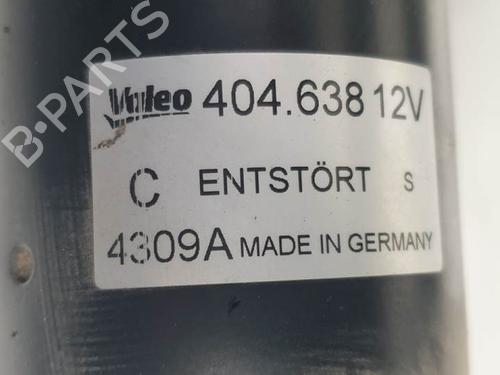 Valeo 404.638 12V
C ENTSTÖRT S
4309A MADE IN GERMANY
B-PARTS